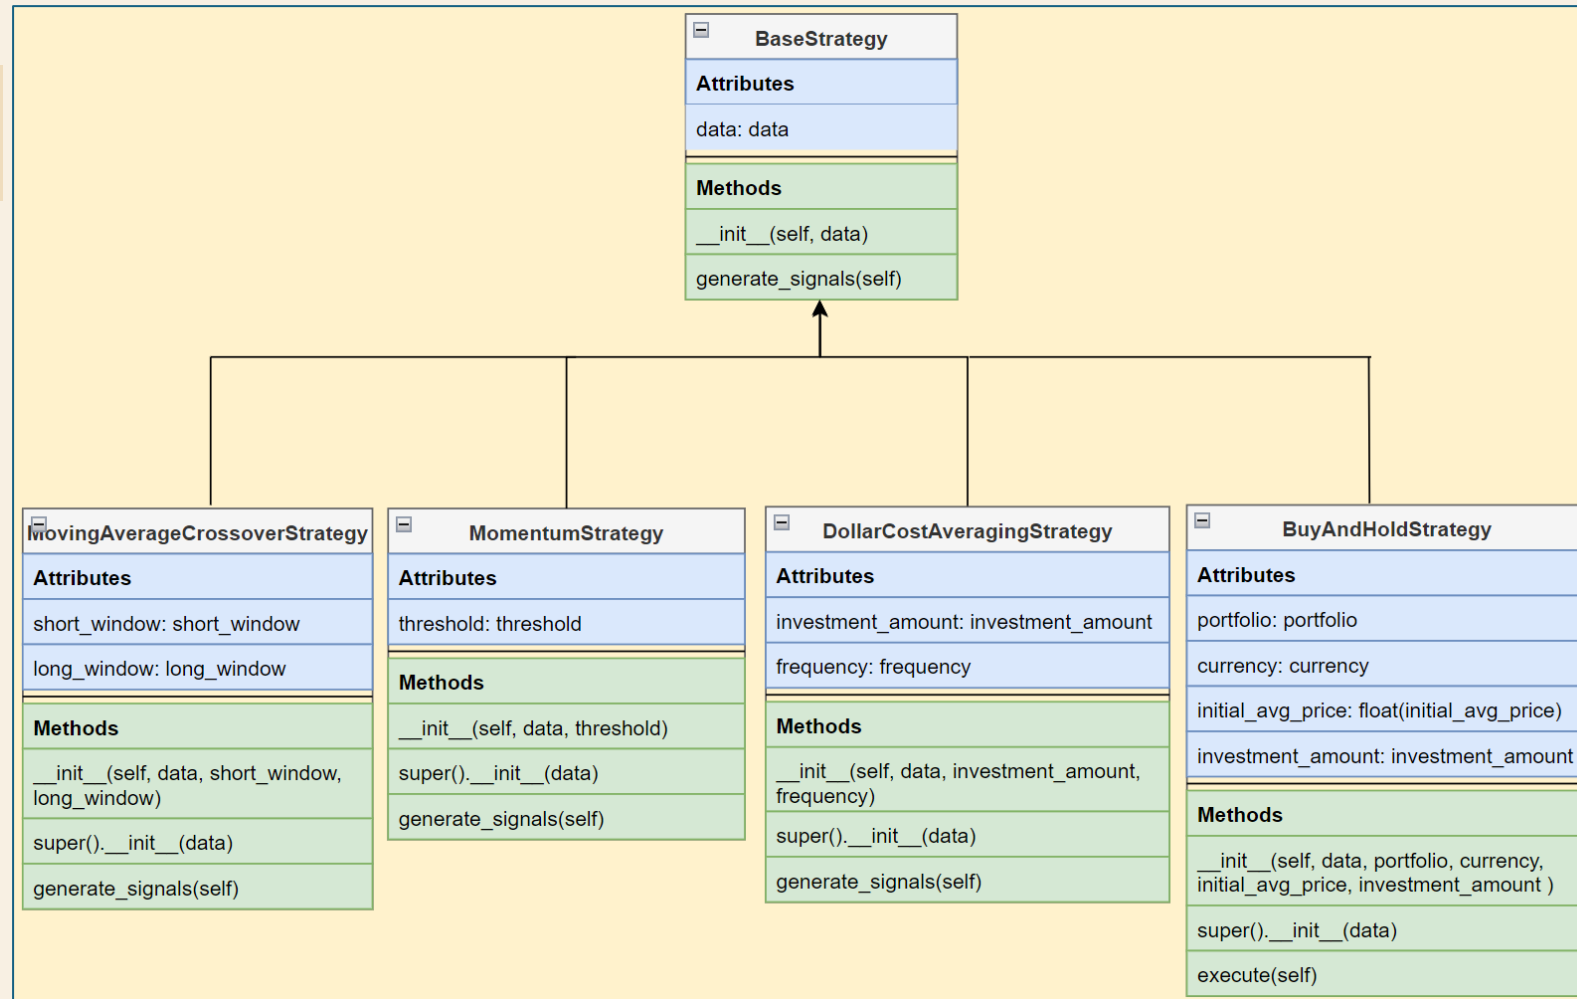 BaseStrategy
Attributes
data: data
Methods
__init__(self, data)
generate_signals(self)
MovingAverageCrossoverStrategy
Attributes
short_window: short_window
long_window: long_window
Methods
__init__(self, data, short_window,
long_window)
super().__init__(data)
generate_signals(self)
MomentumStrategy
Attributes
threshold: threshold
Methods
__init__(self, data, threshold)
super().__init__(data)
generate_signals(self)
DollarCostAveragingStrategy
Attributes
investment_amount: investment_amount
frequency: frequency
Methods
__init__(self, data, investment_amount,
frequency)
super().__init__(data)
generate_signals(self)
BuyAndHoldStrategy
Attributes
portfolio: portfolio
currency: currency
initial_avg_price: float(initial_avg_price)
investment_amount: investment_amount
Methods
__init__(self, data, portfolio, currency,
initial_avg_price, investment_amount )
super().__init__(data)
execute(self)